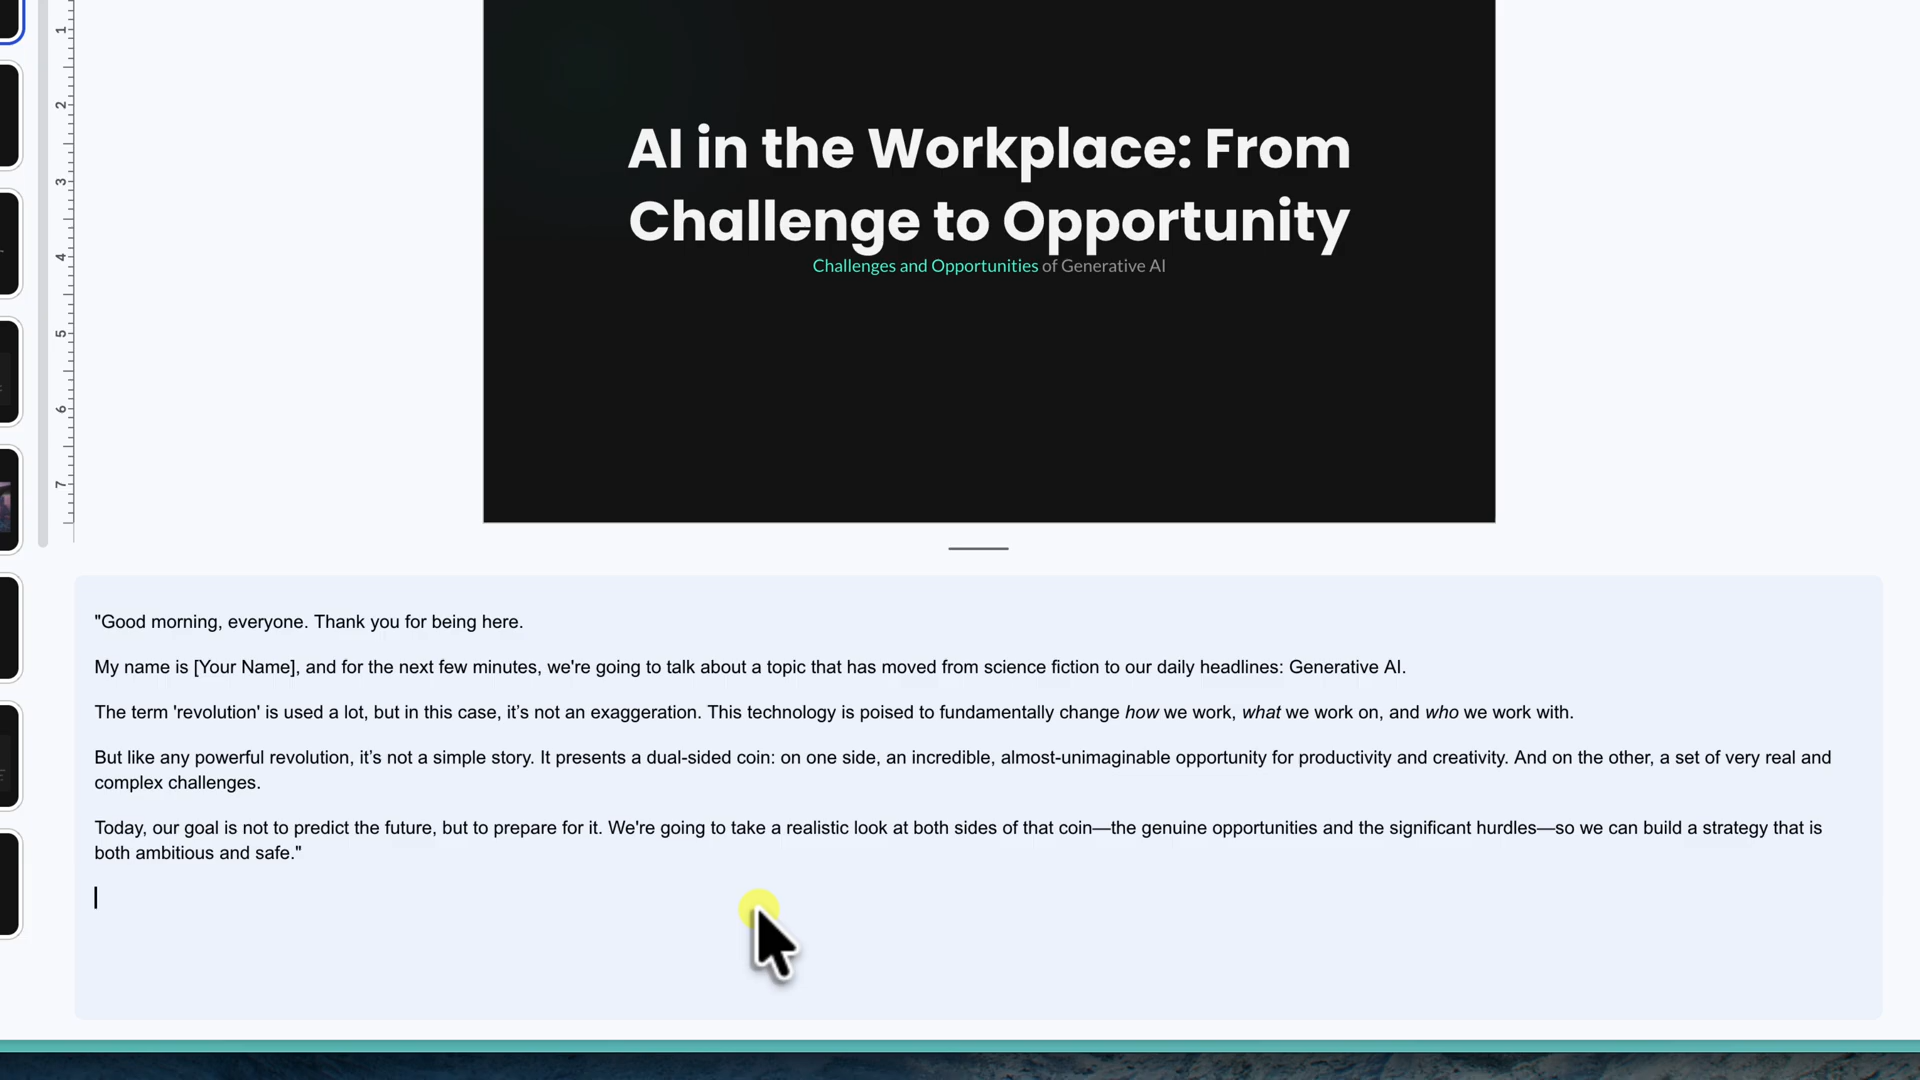 1
2
3
4
5
6
7
AI in the Workplace: From
Challenge to Opportunity
Challenges and Opportunities of Generative AI
"Good morning, everyone. Thank you for being here.
My name is [Your Name], and for the next few minutes, we're going to talk about a topic that has moved from science fiction to our daily headlines: Generative AI.
The term 'revolution' is used a lot, but in this case, it’s not an exaggeration. This technology is poised to fundamentally change how we work, what we work on, and who we work with.
But like any powerful revolution, it’s not a simple story. It presents a dual-sided coin: on one side, an incredible, almost-unimaginable opportunity for productivity and creativity. And on the other, a set of very real and
complex challenges.
Today, our goal is not to predict the future, but to prepare for it. We're going to take a realistic look at both sides of that coin—the genuine opportunities and the significant hurdles—so we can build a strategy that is
both ambitious and safe."